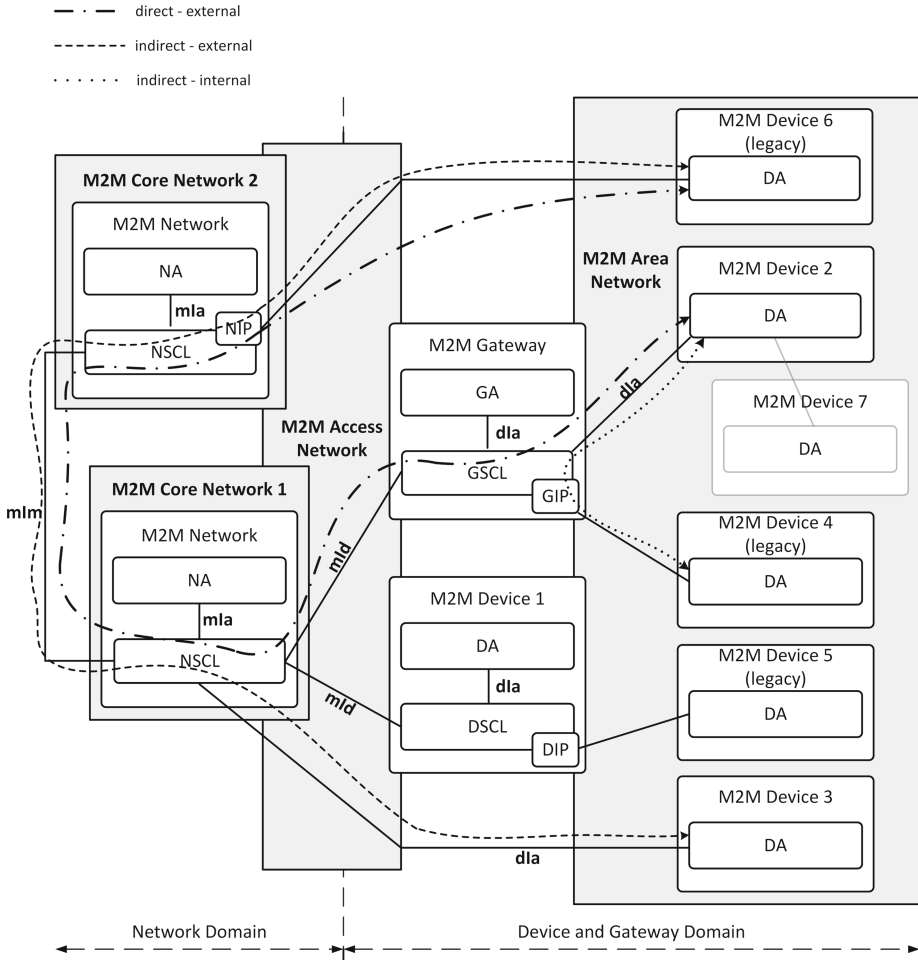 direct - external
indirect - external
indirect - internal
M2M Core Network 2
M2M Network
NA
mIa
NIP
NSCL
M2M Core Network 1
M2M Network
NA
mIa
NSCL
mIm
M2M Access
Network
mId
mId
M2M Gateway
GA
dIa
GSCL
GIP
M2M Device 1
DA
dIa
DSCL
DIP
dIa
dIa
M2M Area
Network
M2M Device 6
(legacy)
DA
M2M Device 2
DA
M2M Device 7
DA
M2M Device 4
(legacy)
DA
M2M Device 5
(legacy)
DA
M2M Device 3
DA
Network Domain
Device and Gateway Domain